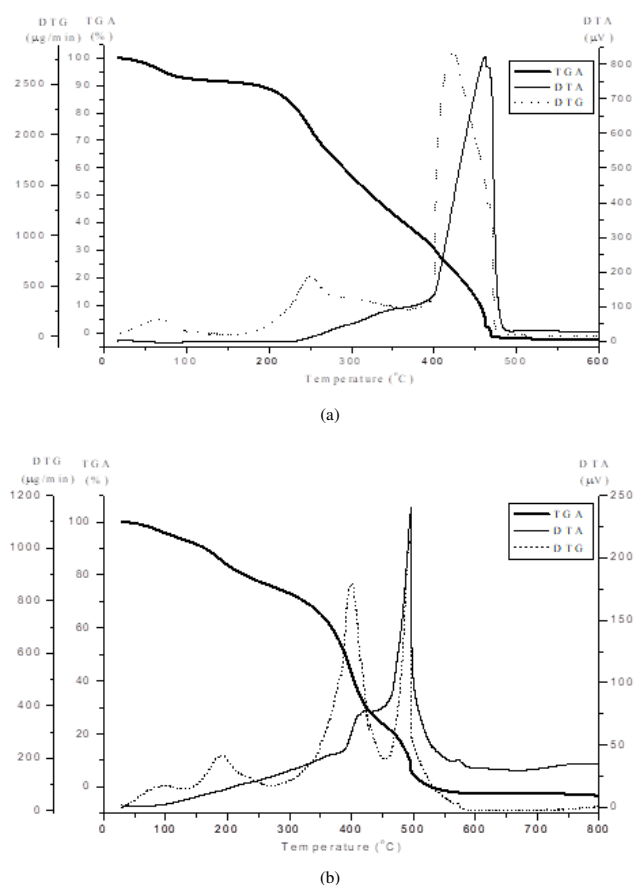 DTG TGA DTA
(μg/min) (%) (μV)
100 800
2500 90 700
80 600
2000 70 500
60
1500 50 400
40 300
1000 30 200
500 20
10 100
0 0 0
0 100 200 300 400 500 600
Temperature (°C)
TGA
DTA
DTG
(a)
DTG TGA DTA
(μg/min) (%) (μV)
1200 250
1000 100 200
800 80
600 60 150
400 40 100
200 20 50
0 0 0
0 100 200 300 400 500 600 700 800
Temperature (°C)
TGA
DTA
DTG
(b)